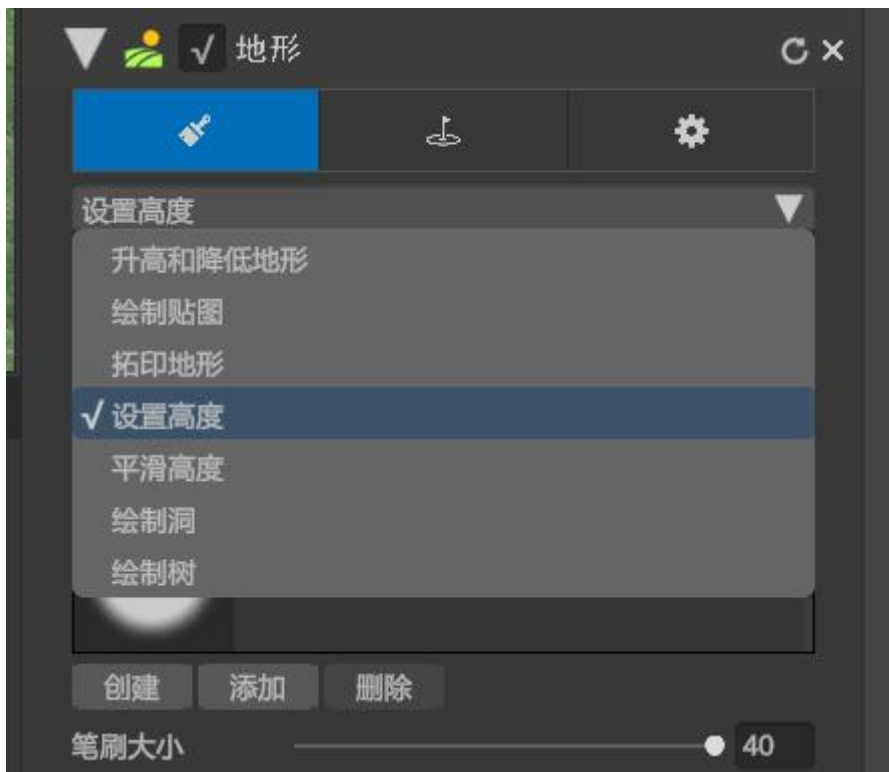 √ 地形
设置高度
升高和降低地形
绘制贴图
拓印地形
√ 设置高度
平滑高度
绘制洞
绘制树
创建 添加 删除
笔刷大小 40